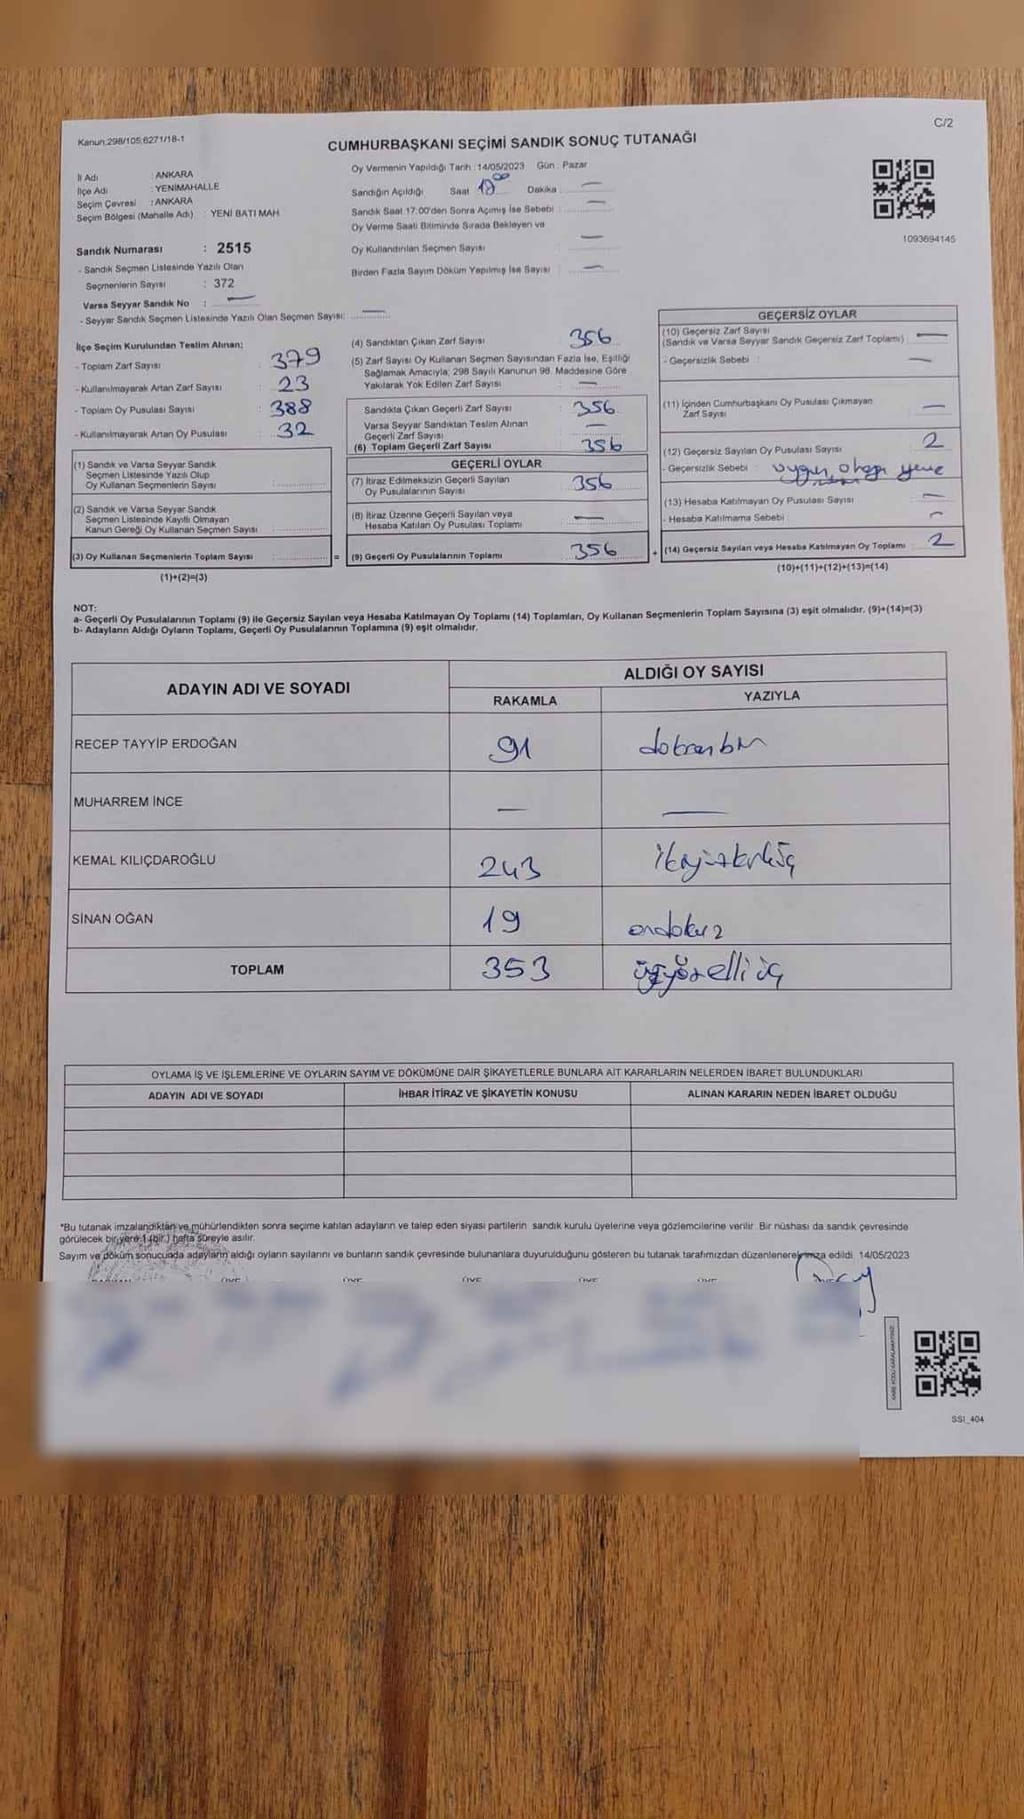 C/2
Kanun:298/105;6271/18-1
CUMHURBAŞKANI SEÇİMİ SANDIK SONUÇ TUTANAĞI
İl Adı : ANKARA
İlçe Adı : YENİMAHALLE
Seçim Çevresi : ANKARA
Seçim Bölgesi (Mahalle Adı) : YENİ BATI MAH
Sandık Numarası : 2515
- Sandık Seçmen Listesinde Yazılı Olan
Seçmenlerin Sayısı : 372
Varsa Seyyar Sandık No : —
- Seyyar Sandık Seçmen Listesinde Yazılı Olan Seçmen Sayısı: —
Oy Vermenin Yapıldığı Tarih : 14/05/2023 Gün : Pazar
Sandığın Açıldığı Saat Dakika : —
Sandık Saat 17:00'den Sonra Açımış İse Sebebi : —
Oy Verme Saati Bitiminde Sırada Bekleyen ve
Oy Kullandırılan Seçmen Sayısı —
Birden Fazla Sayım Döküm Yapılmış İse Sayısı : —
1093694145
İlçe Seçim Kurulundan Teslim Alınan;
- Toplam Zarf Sayısı : 379
- Kullanılmayarak Artan Zarf Sayısı : 23
- Toplam Oy Pusulası Sayısı : 388
- Kullanılmayarak Artan Oy Pusulası : 32
(1) Sandık ve Varsa Seyyar Sandık
Seçmen Listesinde Yazılı Olup
Oy Kullanan Seçmenlerin Sayısı :
(2) Sandık ve Varsa Seyyar Sandık
Seçmen Listesinde Kayıtlı Olmayan
Kanun Gereği Oy Kullanan Seçmen Sayısı :
(3) Oy Kullanan Seçmenlerin Toplam Sayısı : =
(1)+(2)=(3)
(4) Sandıktan Çıkan Zarf Sayısı : 356
(5) Zarf Sayısı Oy Kullanan Seçmen Sayısından Fazla İse, Eşitliği
Sağlamak Amacıyla; 298 Sayılı Kanunun 98. Maddesine Göre
Yakılarak Yok Edilen Zarf Sayısı : —
Sandıkta Çıkan Geçerli Zarf Sayısı : 356
Varsa Seyyar Sandıktan Teslim Alınan
Geçerli Zarf Sayısı : —
(6) Toplam Geçerli Zarf Sayısı : 356
GEÇERLİ OYLAR
(7) İtiraz Edilmeksizin Geçerli Sayılan
Oy Pusulalarının Sayısı : 356
(8) İtiraz Üzerine Geçerli Sayılan veya
Hesaba Katılan Oy Pusulası Toplamı : —
(9) Geçerli Oy Pusulalarının Toplamı : 356 +
GEÇERSİZ OYLAR
(10) Geçersiz Zarf Sayısı
(Sandık ve Varsa Seyyar Sandık Geçersiz Zarf Toplamı) : —
- Geçersizlik Sebebi : —
(11) İçinden Cumhurbaşkanı Oy Pusulası Çıkmayan
Zarf Sayısı : —
(12) Geçersiz Sayılan Oy Pusulası Sayısı : 2
- Geçersizlik Sebebi :
(13) Hesaba Katılmayan Oy Pusulası Sayısı : —
- Hesaba Katılmama Sebebi : —
(14) Geçersiz Sayılan veya Hesaba Katılmayan Oy Toplamı : 2
(10)+(11)+(12)+(13)=(14)
NOT:
a- Geçerli Oy Pusulalarının Toplamı (9) ile Geçersiz Sayılan veya Hesaba Katılmayan Oy Toplamı (14) Toplamları, Oy Kullanan Seçmenlerin Toplam Sayısına (3) eşit olmalıdır. (9)+(14)=(3)
b- Adayların Aldığı Oyların Toplamı, Geçerli Oy Pusulalarının Toplamına (9) eşit olmalıdır.
ADAYIN ADI VE SOYADI
ALDIĞI OY SAYISI
RAKAMLA YAZIYLA
RECEP TAYYİP ERDOĞAN 91
MUHARREM İNCE — —
KEMAL KILIÇDAROĞLU 243
SİNAN OĞAN 19 ondokuz
TOPLAM 353 üçyüzelliüç
OYLAMA İŞ VE İŞLEMLERİNE VE OYLARIN SAYIM VE DÖKÜMÜNE DAİR ŞİKAYETLERLE BUNLARA AİT KARARLARIN NELERDEN İBARET BULUNDUKLARI
ADAYIN ADI VE SOYADI İHBAR İTİRAZ VE ŞİKAYETİN KONUSU ALINAN KARARIN NEDEN İBARET OLDUĞU
*Bu tutanak imzalandıktan ve mühürlendikten sonra seçime katılan adayların ve talep eden siyasi partilerin sandık kurulu üyelerine veya gözlemcilerine verilir. Bir nüshası da sandık çevresinde
görülecek bir yere 1 (bir) hafta süreyle asılır.
Sayım ve döküm sonucunda adayların aldığı oyların sayılarını ve bunların sandık çevresinde bulunanlara duyurulduğunu gösteren bu tutanak tarafımızdan düzenlenerek imza edildi. 14/05/2023
SSI_404